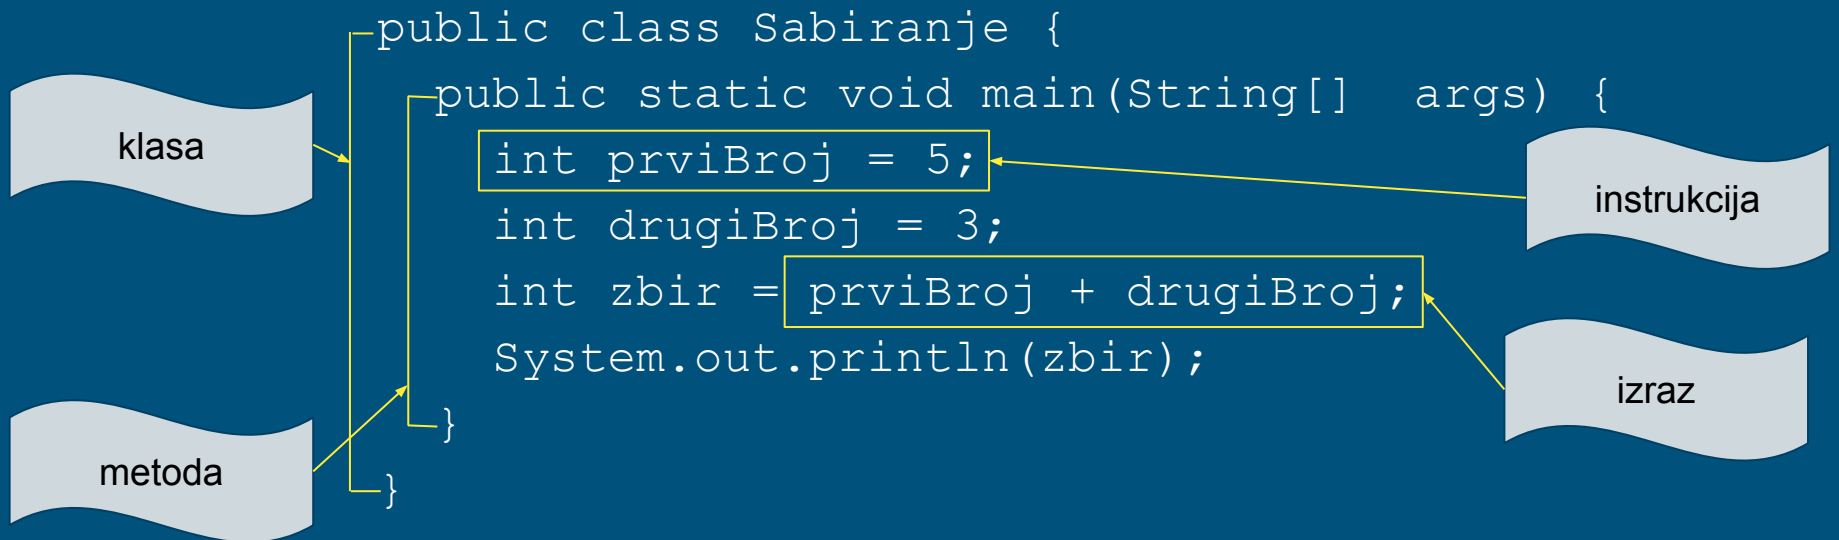 public class Sabiranje {
public static void main(String[]  args) {
klasa
int prviBroj = 5;
instrukcija
int drugiBroj = 3;
int zbir = prviBroj + drugiBroj;
System.out.println(zbir);
izraz
}
metoda
}